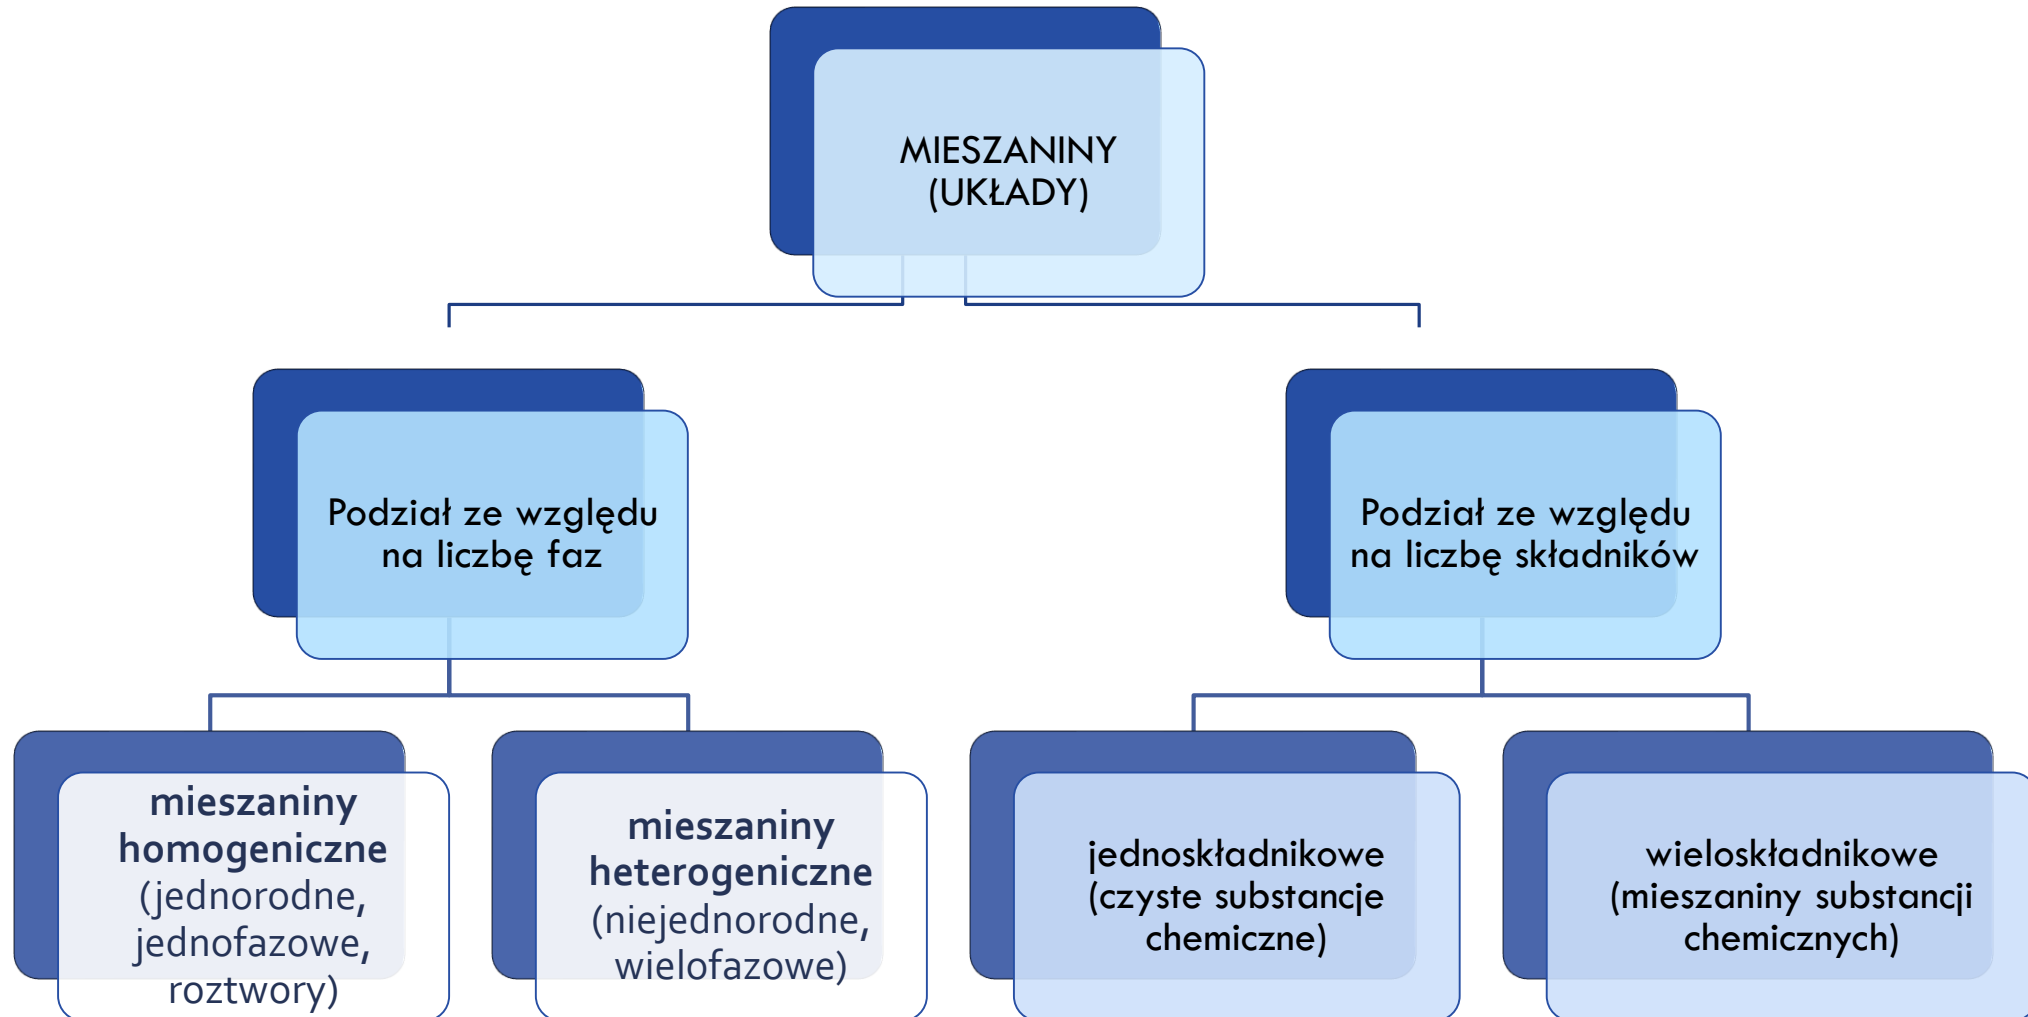 MIESZANINY
(UKŁADY)
Podział ze względu
na liczbę faz
Podział ze względu
na liczbę składników
mieszaniny
homogeniczne
(jednorodne,
jednofazowe,
roztwory)
mieszaniny
heterogeniczne
(niejednorodne,
wielofazowe)
jednoskładnikowe
(czyste substancje
chemiczne)
wieloskładnikowe
(mieszaniny substancji
chemicznych)